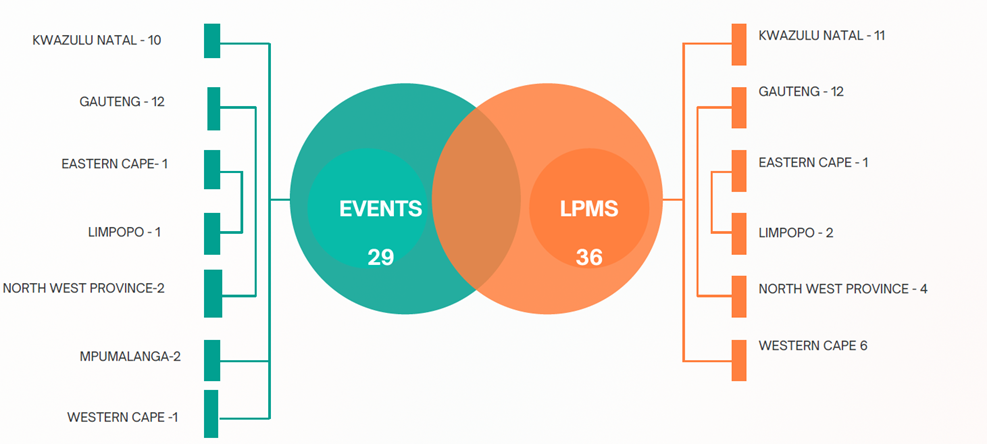 KWAZULU NATAL - 10
GAUTENG - 12
EASTERN CAPE- 1
LIMPOPO - 1
NORTH WEST PROVINCE-2
MPUMALANGA-2
WESTERN CAPE -1
EVENTS
29
LPMS
36
KWAZULU NATAL - 11
GAUTENG - 12
EASTERN CAPE - 1
LIMPOPO - 2
NORTH WEST PROVINCE - 4
WESTERN CAPE 6